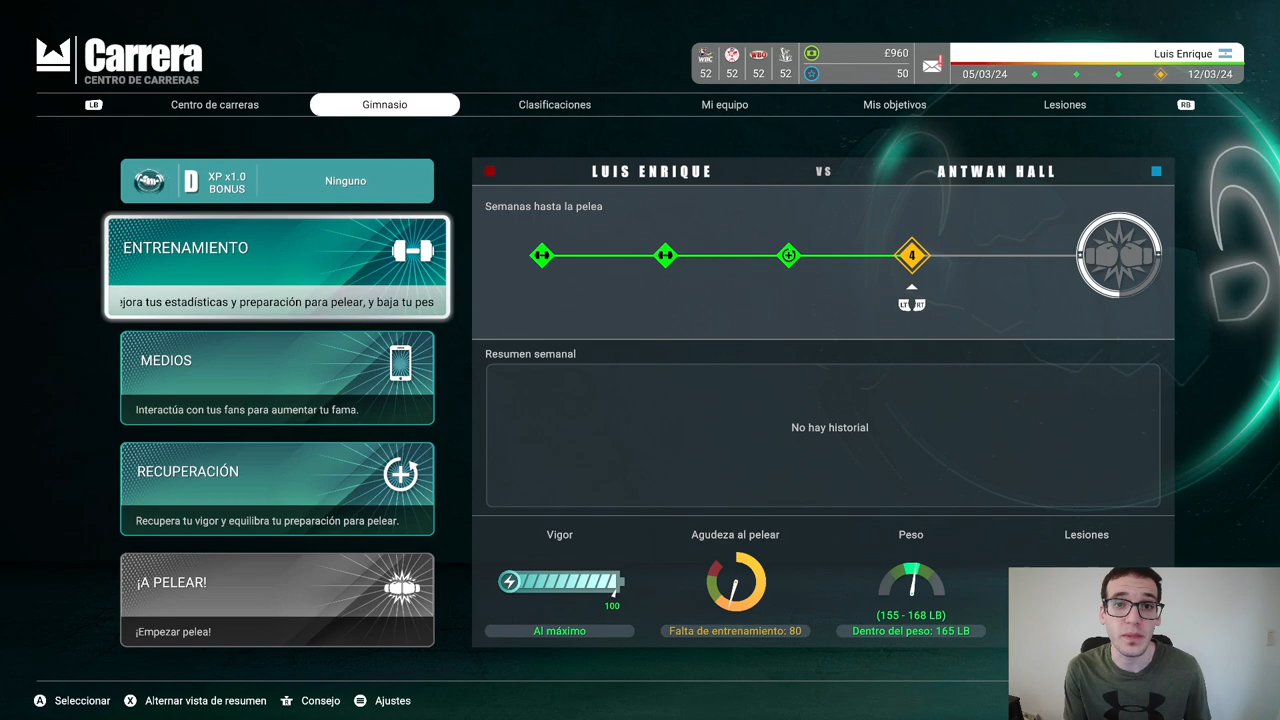 Carrera
CENTRO DE CARRERAS
WBC
WBO
52
52
52
52
£960
50
Luis Enrique
05/03/24
12/03/24
LB
Centro de carreras
Gimnasio
Clasificaciones
Mi equipo
Mis objetivos
Lesiones
RB
D
XP x1.0
BONUS
Ninguno
ENTRENAMIENTO
jora tus estadísticas y preparación para pelear, y baja tu pes
MEDIOS
Interactúa con tus fans para aumentar tu fama.
RECUPERACIÓN
Recupera tu vigor y equilibra tu preparación para pelear.
¡A PELEAR!
¡Empezar pelea!
LUIS ENRIQUE VS ANTWAN HALL
Semanas hasta la pelea
4
LT RT
Resumen semanal
No hay historial
Vigor
100
Al máximo
Agudeza al pelear
Falta de entrenamiento: 80
Peso
(155 - 168 LB)
Dentro del peso: 165 LB
Lesiones
A Seleccionar
X Alternar vista de resumen
Consejo
Ajustes